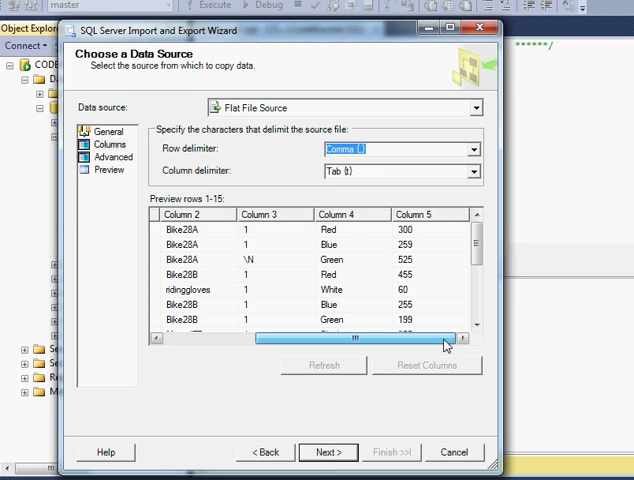 master
Execute
Debug
SQL Server Import and Export Wizard
Object Explore
Connect
Choose a Data Source
Select the source from which to copy data.
******/
CODE
Data source:
Flat File Source
General
Columns
Advanced
Preview
Specify the characters that delimit the source file:
Row delimiter:
Comma {,}
Column delimiter:
Tab {t}
Preview rows 1-15:
Column 2 Column 3 Column 4 Column 5
Bike28A 1 Red 300
Bike28A 1 Blue 259
Bike28A \N Green 525
Bike28B 1 Red 455
ridinggloves 1 White 60
Bike28B 1 Blue 255
Bike28B 1 Green 199
Refresh
Reset Columns
Help
< Back
Next >
Finish >>|
Cancel